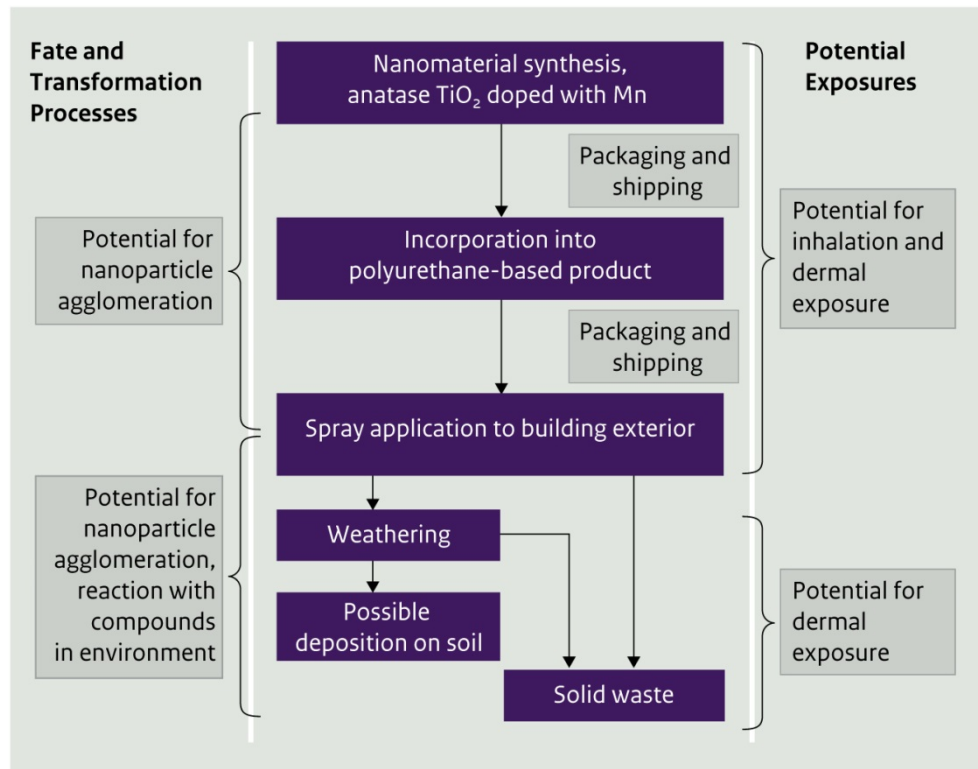 Fate and
Transformation
Processes
Potential
Exposures
Nanomaterial synthesis,
anatase TiO₂ doped with Mn
Packaging and
shipping
Potential for
nanoparticle
agglomeration
Incorporation into
polyurethane-based product
Potential for
inhalation and
dermal
exposure
Packaging and
shipping
Spray application to building exterior
Potential for
nanoparticle
agglomeration,
reaction with
compounds
in environment
Weathering
Possible
deposition on soil
Solid waste
Potential for
dermal
exposure